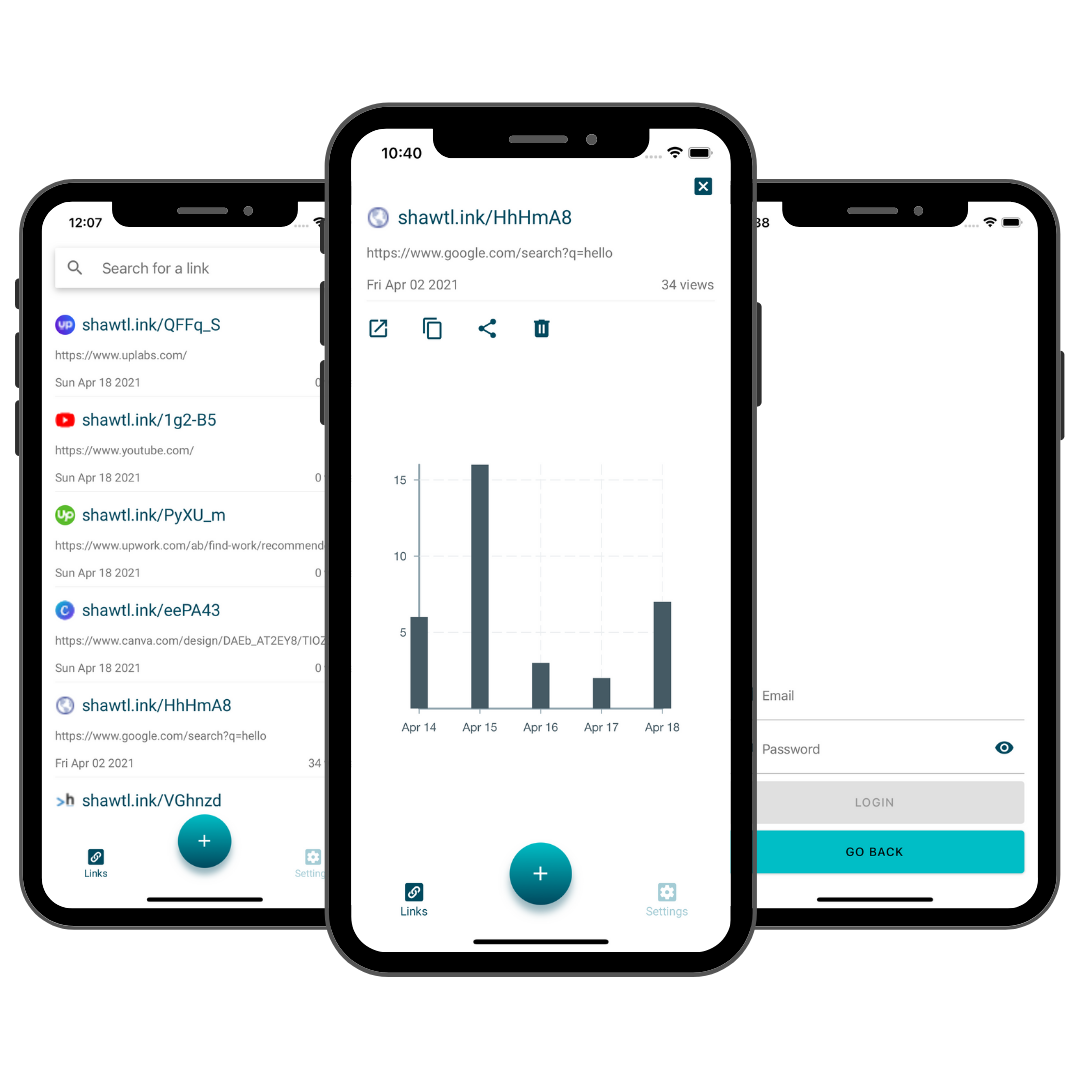 12:07
Search for a link
up shawtl.ink/QFFq_S
https://www.uplabs.com/
Sun Apr 18 2021 0
shawtl.ink/1g2-B5
https://www.youtube.com/
Sun Apr 18 2021 0
Up shawtl.ink/PyXU_m
https://www.upwork.com/ab/find-work/recommend
Sun Apr 18 2021 0
C shawtl.ink/eePA43
https://www.canva.com/design/DAEb_AT2EY8/TIOZ
Sun Apr 18 2021 0
shawtl.ink/HhHmA8
https://www.google.com/search?q=hello
Fri Apr 02 2021 34
>h shawtl.ink/VGhnzd
+
Links Setting
10:40
shawtl.ink/HhHmA8
https://www.google.com/search?q=hello
Fri Apr 02 2021 34 views
15
10
5
Apr 14 Apr 15 Apr 16 Apr 17 Apr 18
+
Links Settings
38
Email
Password
LOGIN
GO BACK